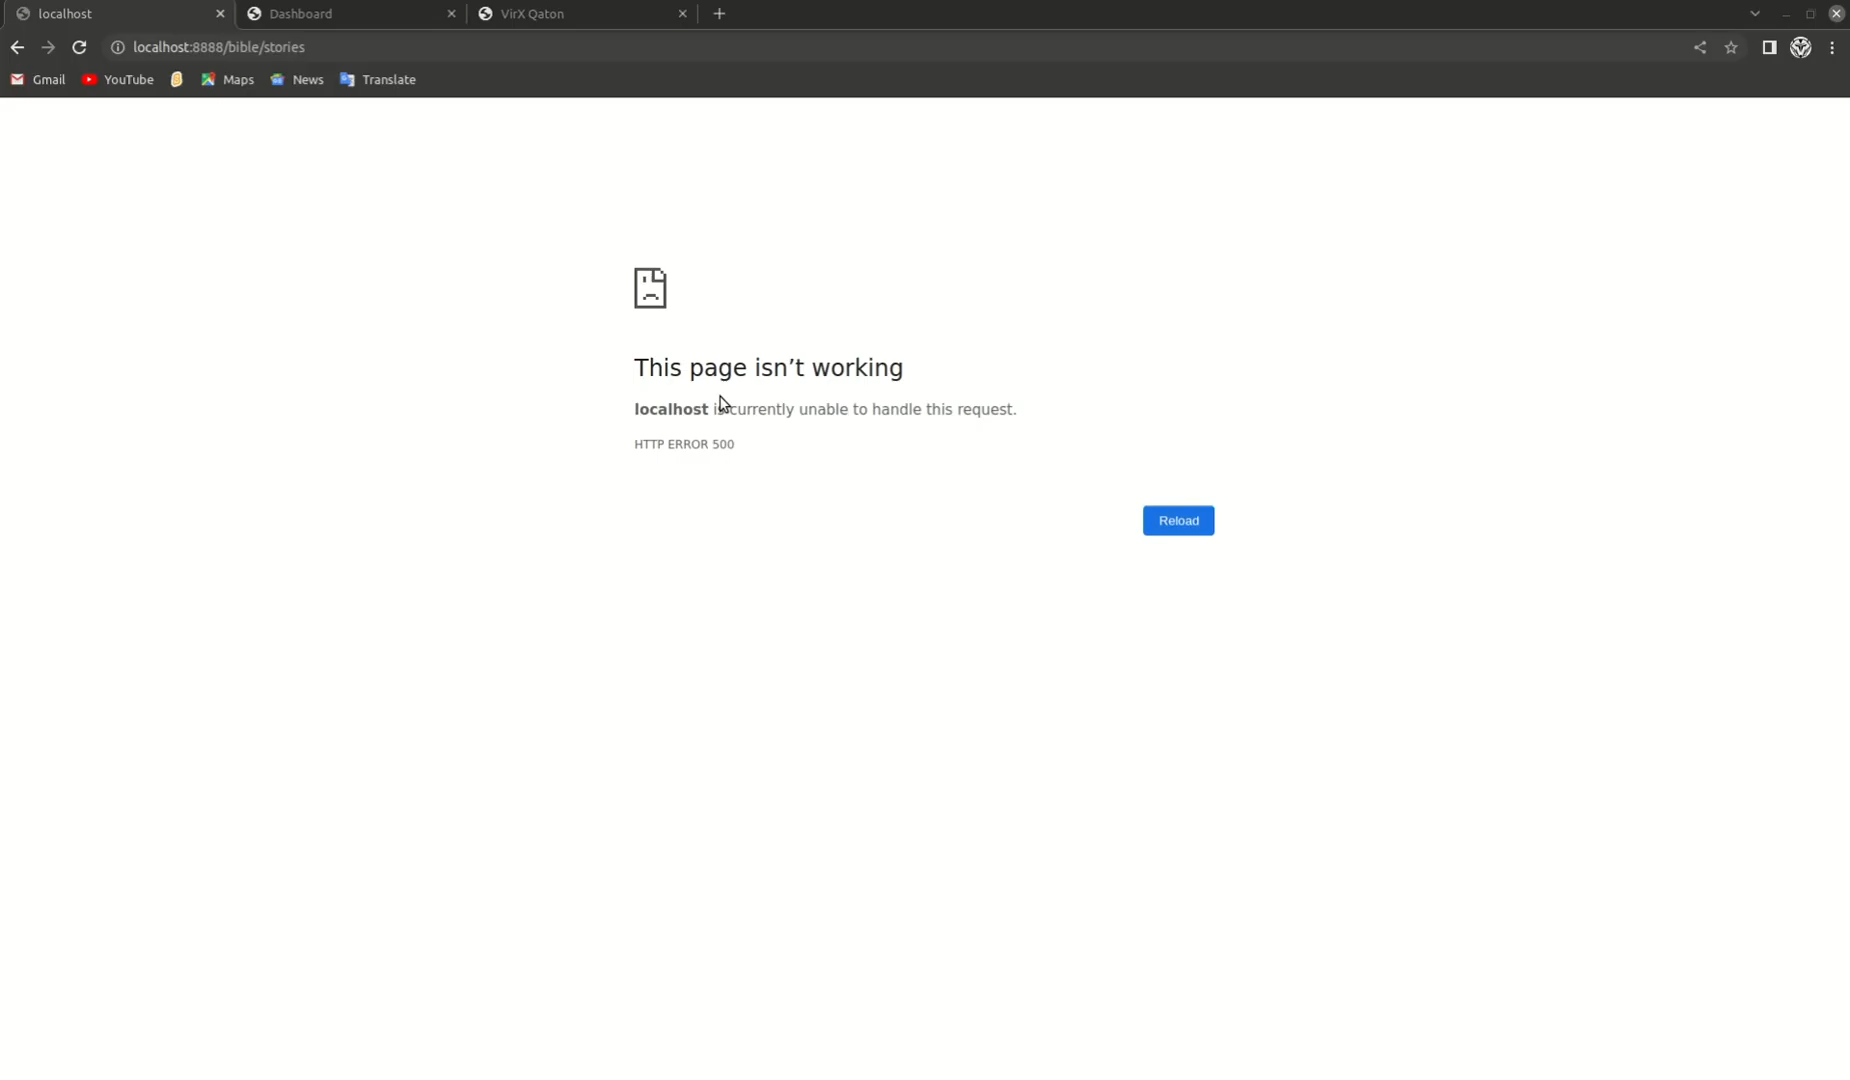 localhost
Dashboard
VirX Qaton
localhost:8888/bible/stories
Gmail
YouTube
Maps
News
Translate
This page isn’t working
localhost is currently unable to handle this request.
HTTP ERROR 500
Reload